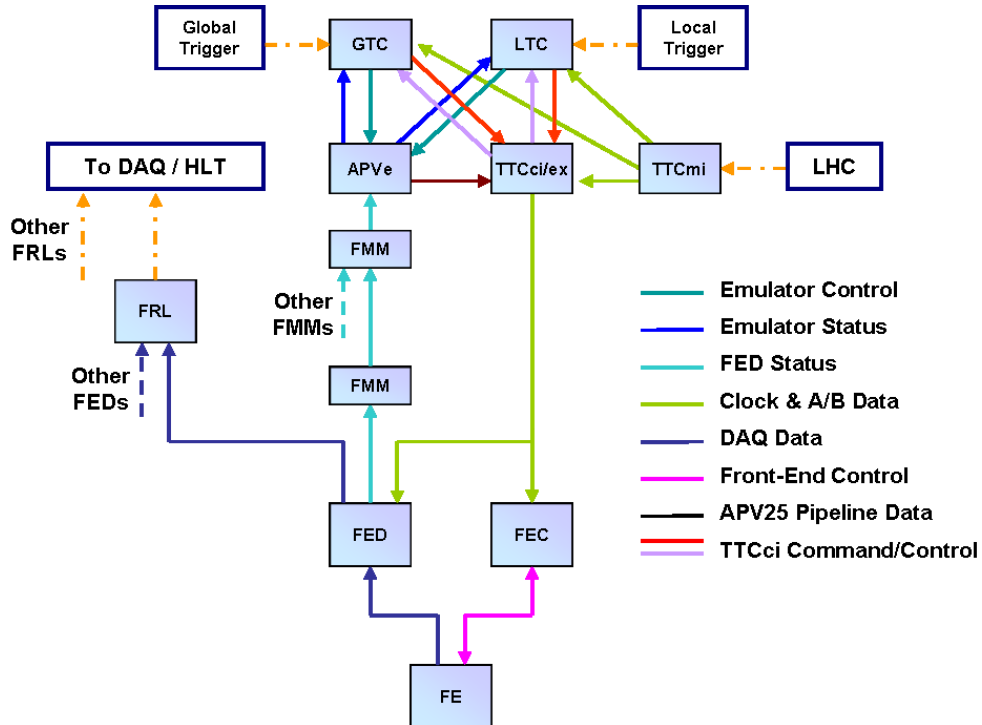 Global
Trigger
GTC
LTC
Local
Trigger
To DAQ / HLT
APVe
TTCci/ex
TTCmi
LHC
Other
FRLs
FMM
FRL
Other
FMMs
Other
FEDs
FMM
Emulator Control
Emulator Status
FED Status
Clock & A/B Data
DAQ Data
Front-End Control
APV25 Pipeline Data
TTCci Command/Control
FED
FEC
FE